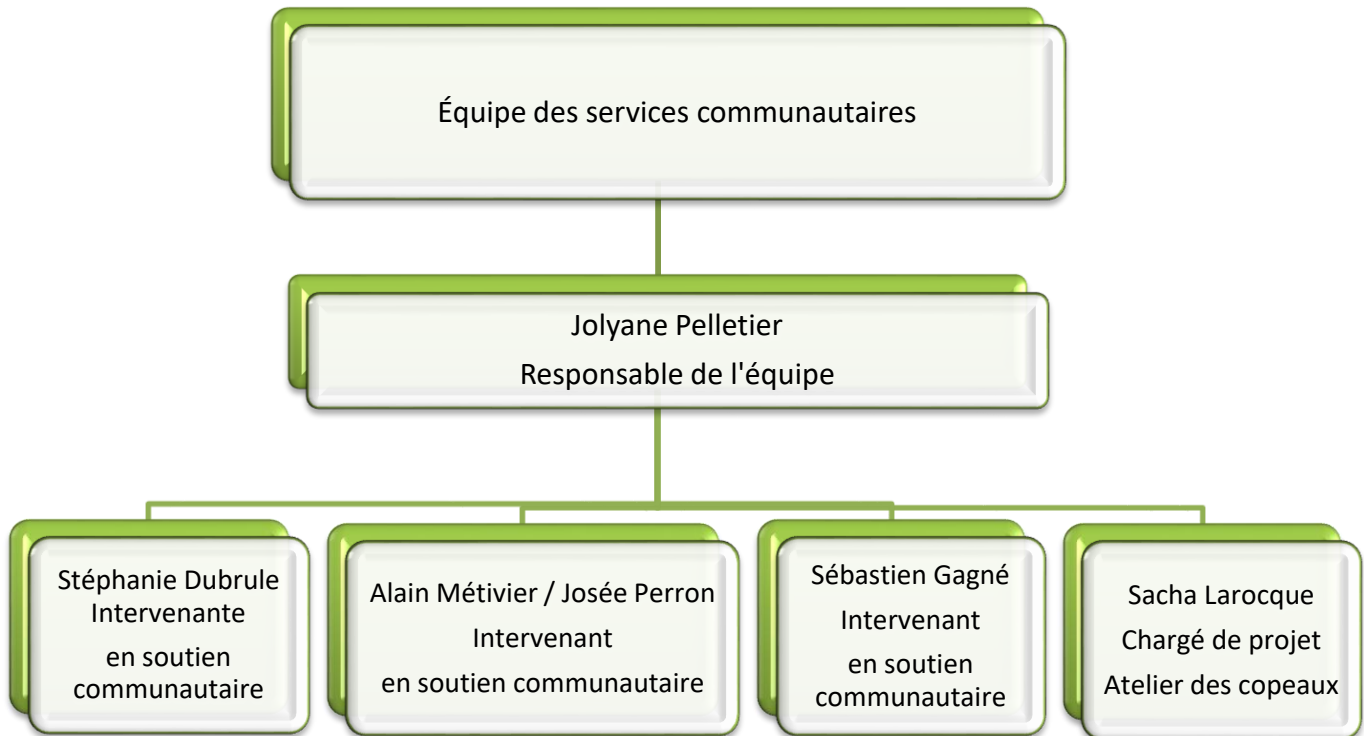 Équipe des services communautaires
Jolyane Pelletier
Responsable de l'équipe
Stéphanie Dubrule
Intervenante
en soutien
communautaire
Alain Métivier / Josée Perron
Intervenant
en soutien communautaire
Sébastien Gagné
Intervenant
en soutien
communautaire
Sacha Larocque
Chargé de projet
Atelier des copeaux